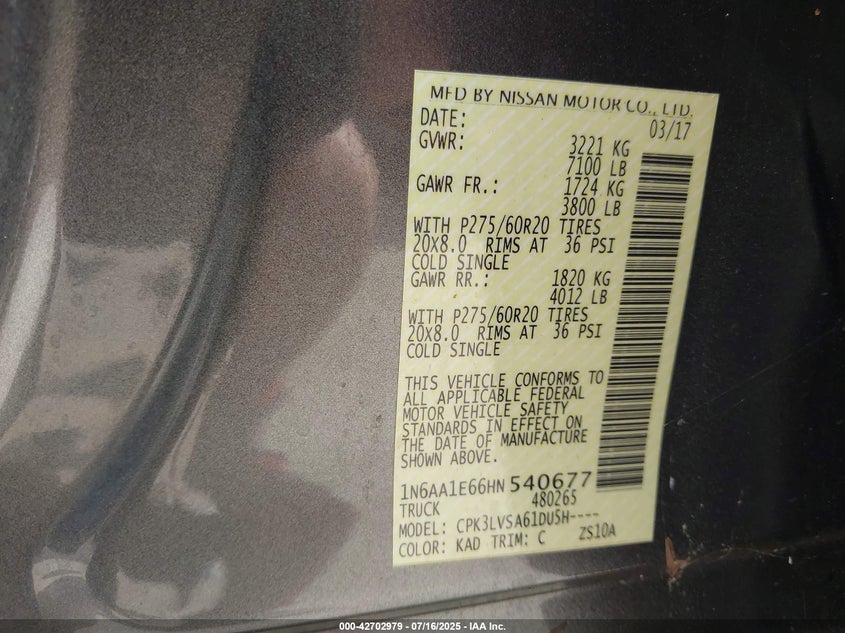 MFD BY NISSAN MOTOR CO., LTD.
DATE: 03/17
GVWR: 3221 KG
7100 LB
GAWR FR.: 1724 KG
3800 LB
WITH P275/60R20 TIRES
20X8.0 RIMS AT 36 PSI
COLD SINGLE
GAWR RR.: 1820 KG
4012 LB
WITH P275/60R20 TIRES
20X8.0 RIMS AT 36 PSI
COLD SINGLE
THIS VEHICLE CONFORMS TO
ALL APPLICABLE FEDERAL
MOTOR VEHICLE SAFETY
STANDARDS IN EFFECT ON
THE DATE OF MANUFACTURE
SHOWN ABOVE.
1N6AA1E66HN540677
TRUCK 480265
MODEL: CPK3LVSA61DU5H----
COLOR: KAD TRIM: C ZS10A
000-42702979 - 07/16/2025 - IAA Inc.